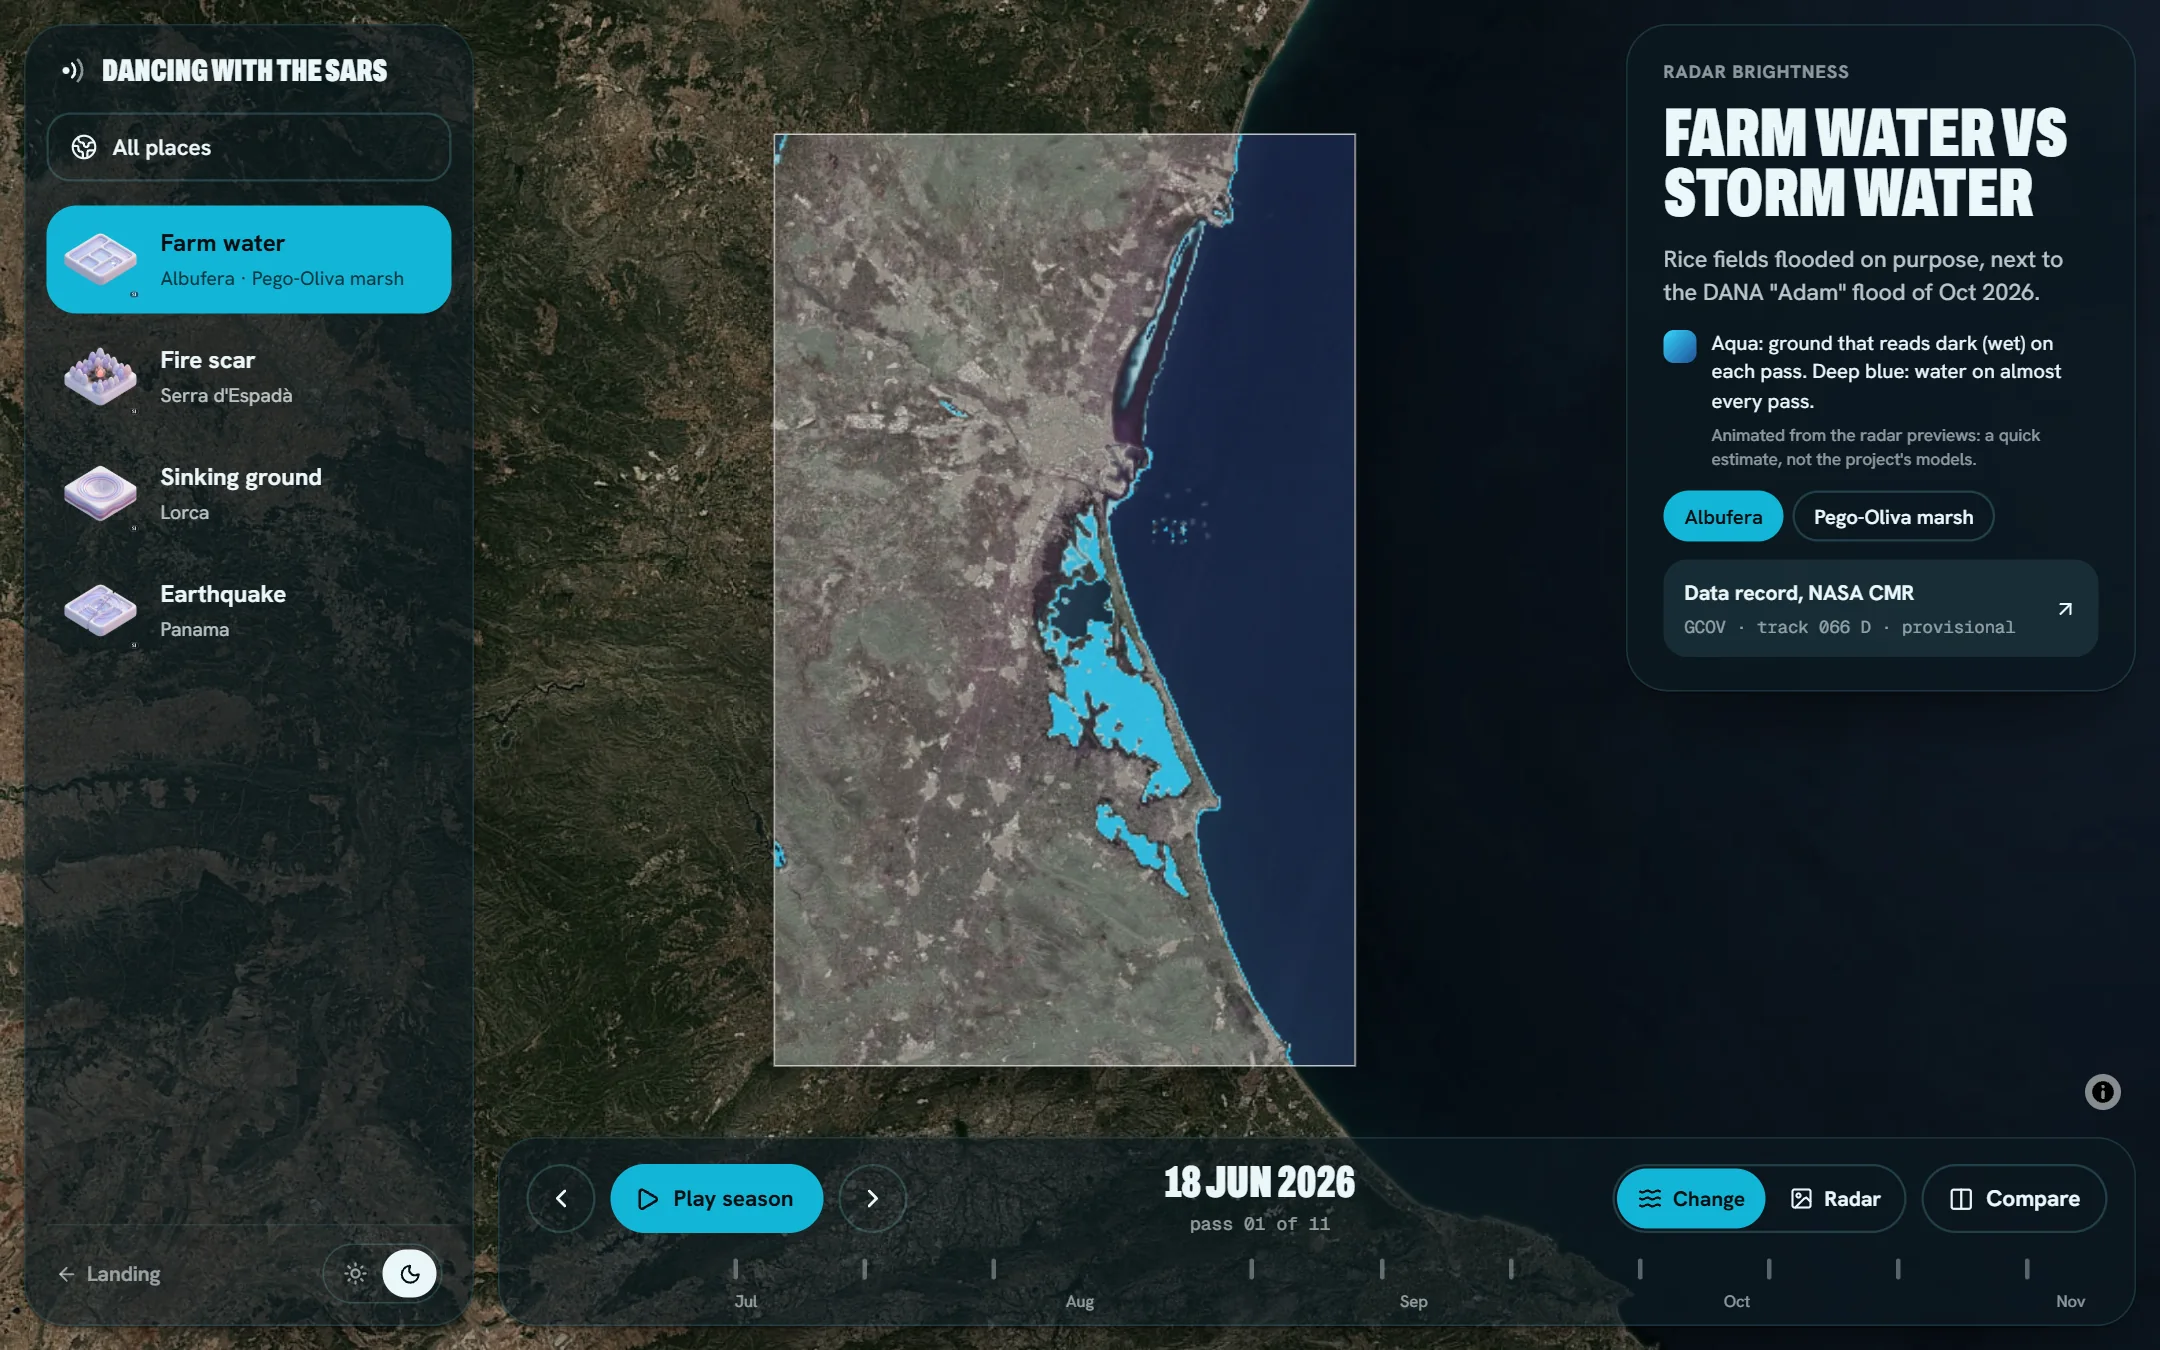 DANCING WITH THE SARS
All places
Farm water
Albufera · Pego-Oliva marsh
Fire scar
Serra d'Espadà
Sinking ground
Lorca
Earthquake
Panama
Landing
RADAR BRIGHTNESS
FARM WATER VS
STORM WATER
Rice fields flooded on purpose, next to
the DANA "Adam" flood of Oct 2026.
Aqua: ground that reads dark (wet) on
each pass. Deep blue: water on almost
every pass.
Animated from the radar previews: a quick
estimate, not the project's models.
Albufera
Pego-Oliva marsh
Data record, NASA CMR
GCOV · track 066 D · provisional
Play season
18 JUN 2026
pass 01 of 11
Change
Radar
Compare
Jul
Aug
Sep
Oct
Nov